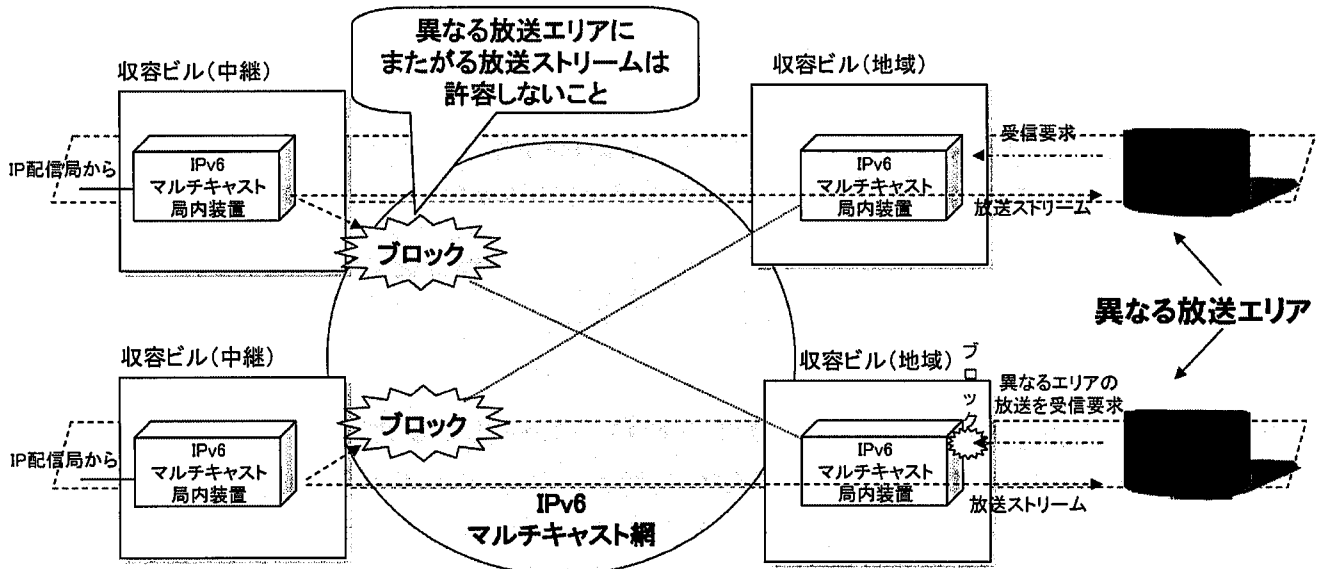 異なる放送エリアに
またがる放送ストリームは
許容しないこと
収容ビル(中継)
IP配信局から
IPv6
マルチキャスト
局内装置
ブロック
収容ビル(地域)
IPv6
マルチキャスト
局内装置
受信要求
放送ストリーム
異なる放送エリア
収容ビル(中継)
IP配信局から
IPv6
マルチキャスト
局内装置
ブロック
IPv6
マルチキャスト網
収容ビル(地域)
ブロック
IPv6
マルチキャスト
局内装置
異なるエリアの
放送を受信要求
放送ストリーム